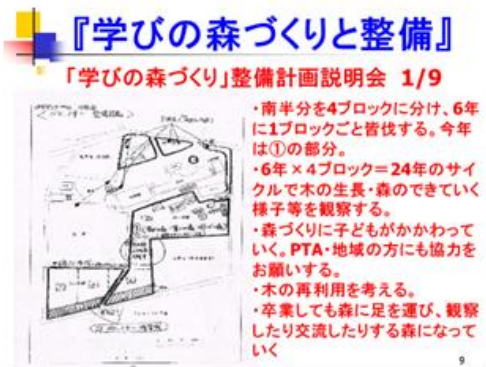 『学びの森づくりと整備』
「学びの森づくり」整備計画説明会 1/9
・南半分を4ブロックに分け、6年
に1ブロックごと皆伐する。今年
は①の部分。
・6年×4ブロック＝24年のサイ
クルで木の生長・森のできていく
様子等を観察する。
・森づくりに子どもがかかわって
いく。PTA・地域の方にも協力を
お願いする。
・木の再利用を考える。
・卒業しても森に足を運び、観察
したり交流したりする森になって
いく
9